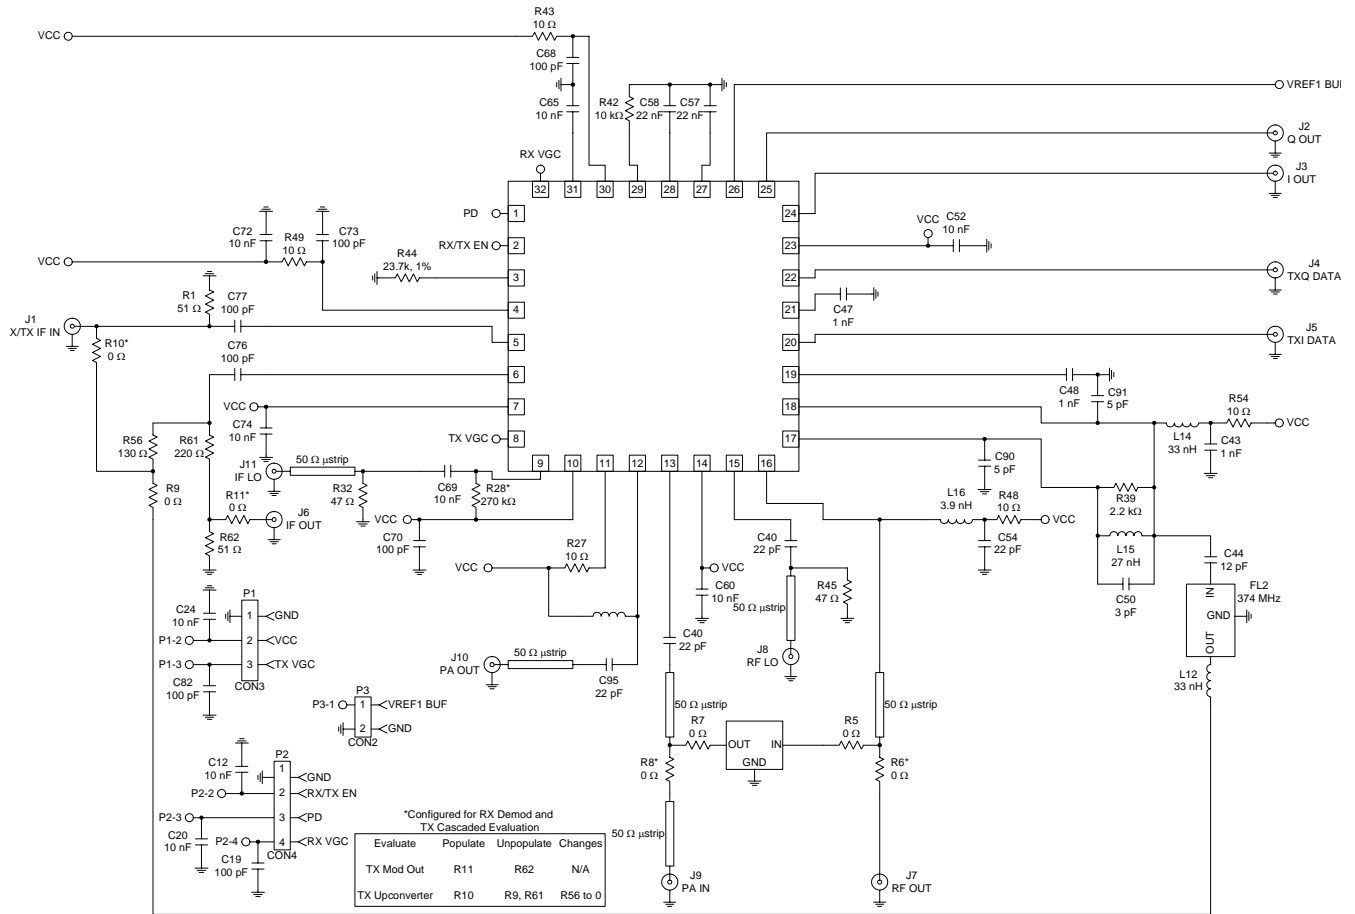 R43
10 Ω
VCC
C68
100 pF
C65
10 nF
R42
10 kΩ
C58
22 nF
C57
22 nF
VREF1 BU
J2
Q OUT
J3
I OUT
RX VGC
32
31
30
29
28
27
26
25
PD
1
24
RX/TX EN
2
23
VCC
C52
10 nF
C72
10 nF
R49
10 Ω
C73
100 pF
VCC
R44
23.7k, 1%
3
22
J4
TXQ DATA
4
21
C47
1 nF
R1
51 Ω
C77
100 pF
J1
X/TX IF IN
R10*
0 Ω
5
20
J5
TXI DATA
C76
100 pF
6
19
C48
1 nF
C91
5 pF
VCC
7
18
R54
10 Ω
VCC
L14
33 nH
C43
1 nF
C74
10 nF
R56
130 Ω
R61
220 Ω
TX VGC
8
17
C90
5 pF
9
10
11
12
13
14
15
16
J11
IF LO
50 Ω µstrip
R32
47 Ω
C69
10 nF
R28*
270 kΩ
R9
0 Ω
R11*
0 Ω
J6
IF OUT
R62
51 Ω
VCC
C70
100 pF
L16
3.9 nH
R48
10 Ω
VCC
C54
22 pF
R39
2.2 kΩ
L15
27 nH
C50
3 pF
C44
12 pF
FL2
374 MHz
IN
GND
OUT
L12
33 nH
R27
10 Ω
VCC
C40
22 pF
VCC
C60
10 nF
50 Ω µstrip
R45
47 Ω
J8
RF LO
C40
22 pF
J10
PA OUT
50 Ω µstrip
C95
22 pF
C24
10 nF
P1
1
GND
P1-2
2
VCC
P1-3
3
TX VGC
C82
100 pF
CON3
P3
P3-1
1
VREF1 BUF
2
GND
CON2
50 Ω µstrip
50 Ω µstrip
R7
0 Ω
OUT
IN
GND
R5
0 Ω
R8*
0 Ω
R6*
0 Ω
50 Ω µstrip
J9
PA IN
J7
RF OUT
C12
10 nF
P2
1
GND
P2-2
2
RX/TX EN
P2-3
3
PD
C20
10 nF
P2-4
4
RX VGC
C19
100 pF
CON4
*Configured for RX Demod and
TX Cascaded Evaluation
Evaluate Populate Unpopulate Changes
TX Mod Out R11 R62 N/A
TX Upconverter R10 R9, R61 R56 to 0